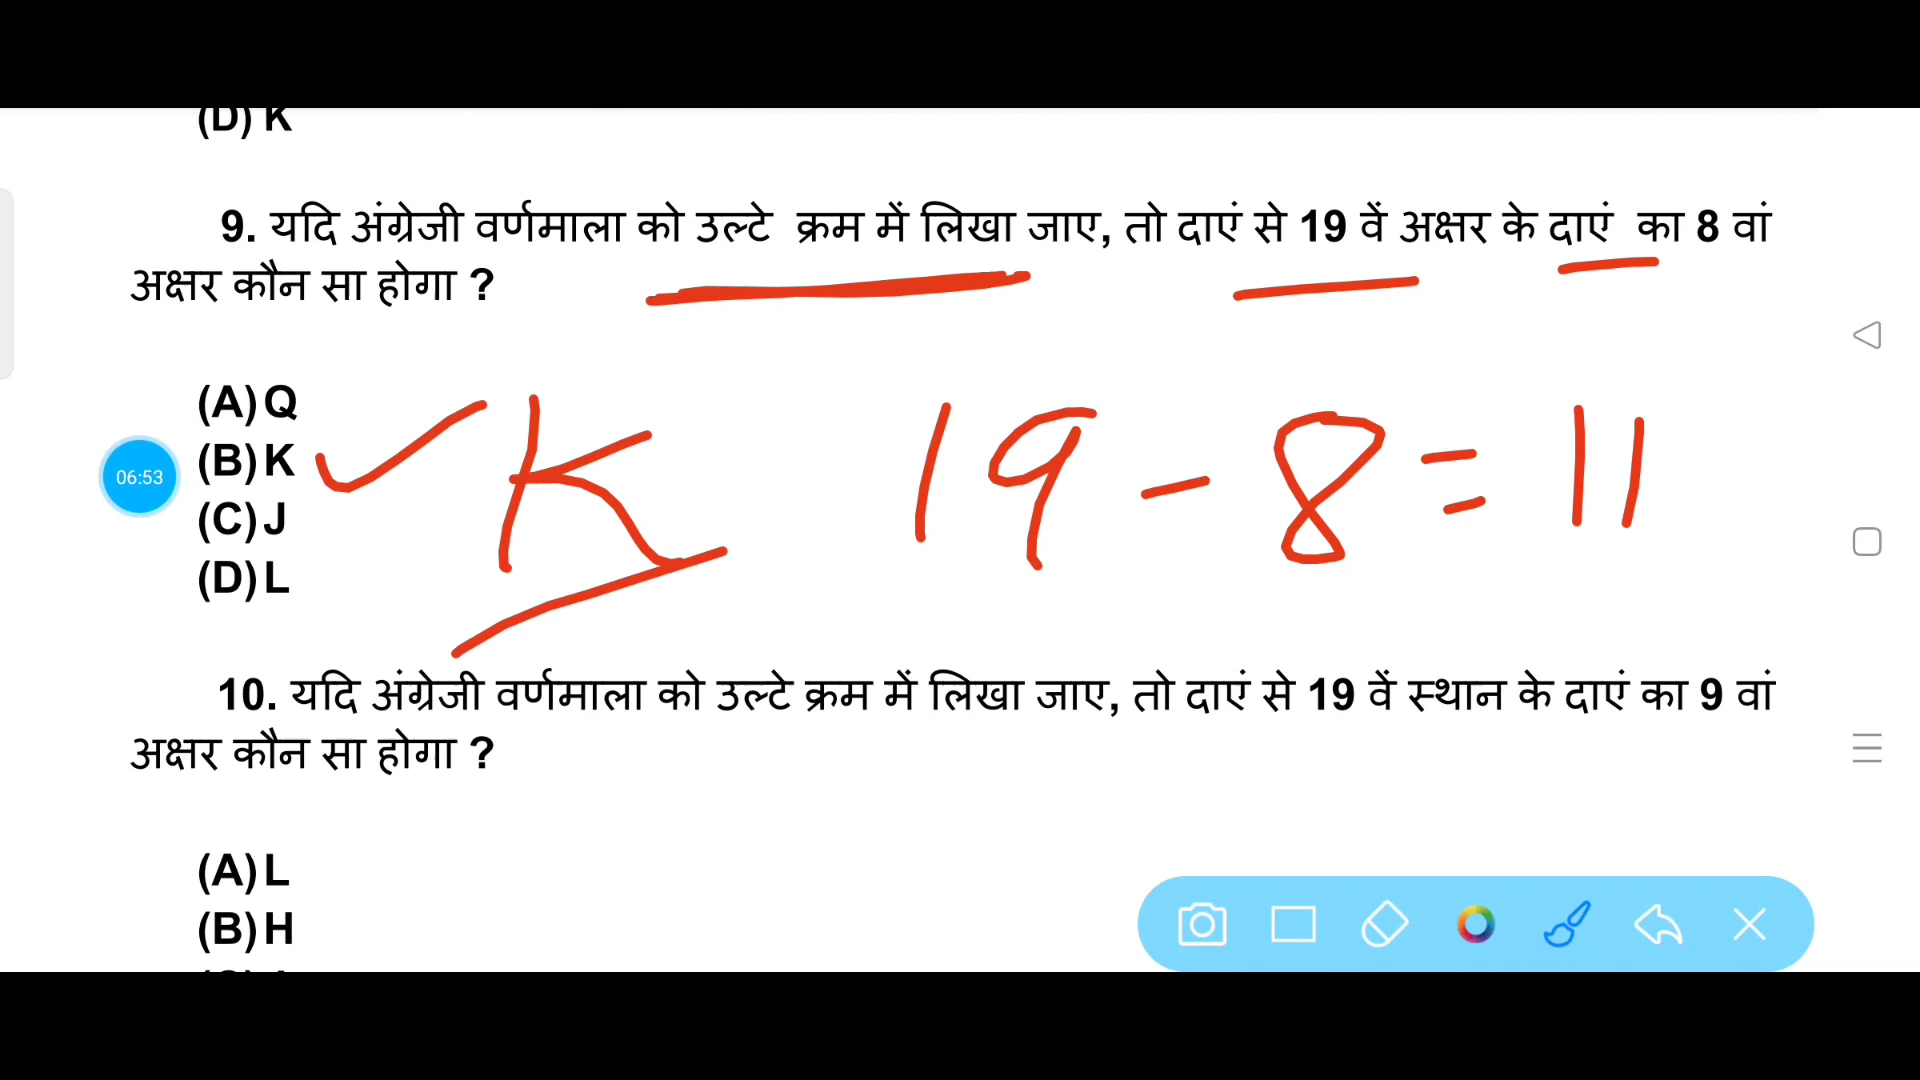 (D) K
9. यदि अंग्रेजी वर्णमाला को उल्टे क्रम में लिखा जाए, तो दाएं से 19 वें अक्षर के दाएं का 8 वां
अक्षर कौन सा होगा ?
(A) Q
(B) K
(C) J
(D) L
K 19 - 8 = 11
06:53
10. यदि अंग्रेजी वर्णमाला को उल्टे क्रम में लिखा जाए, तो दाएं से 19 वें स्थान के दाएं का 9 वां
अक्षर कौन सा होगा ?
(A) L
(B) H